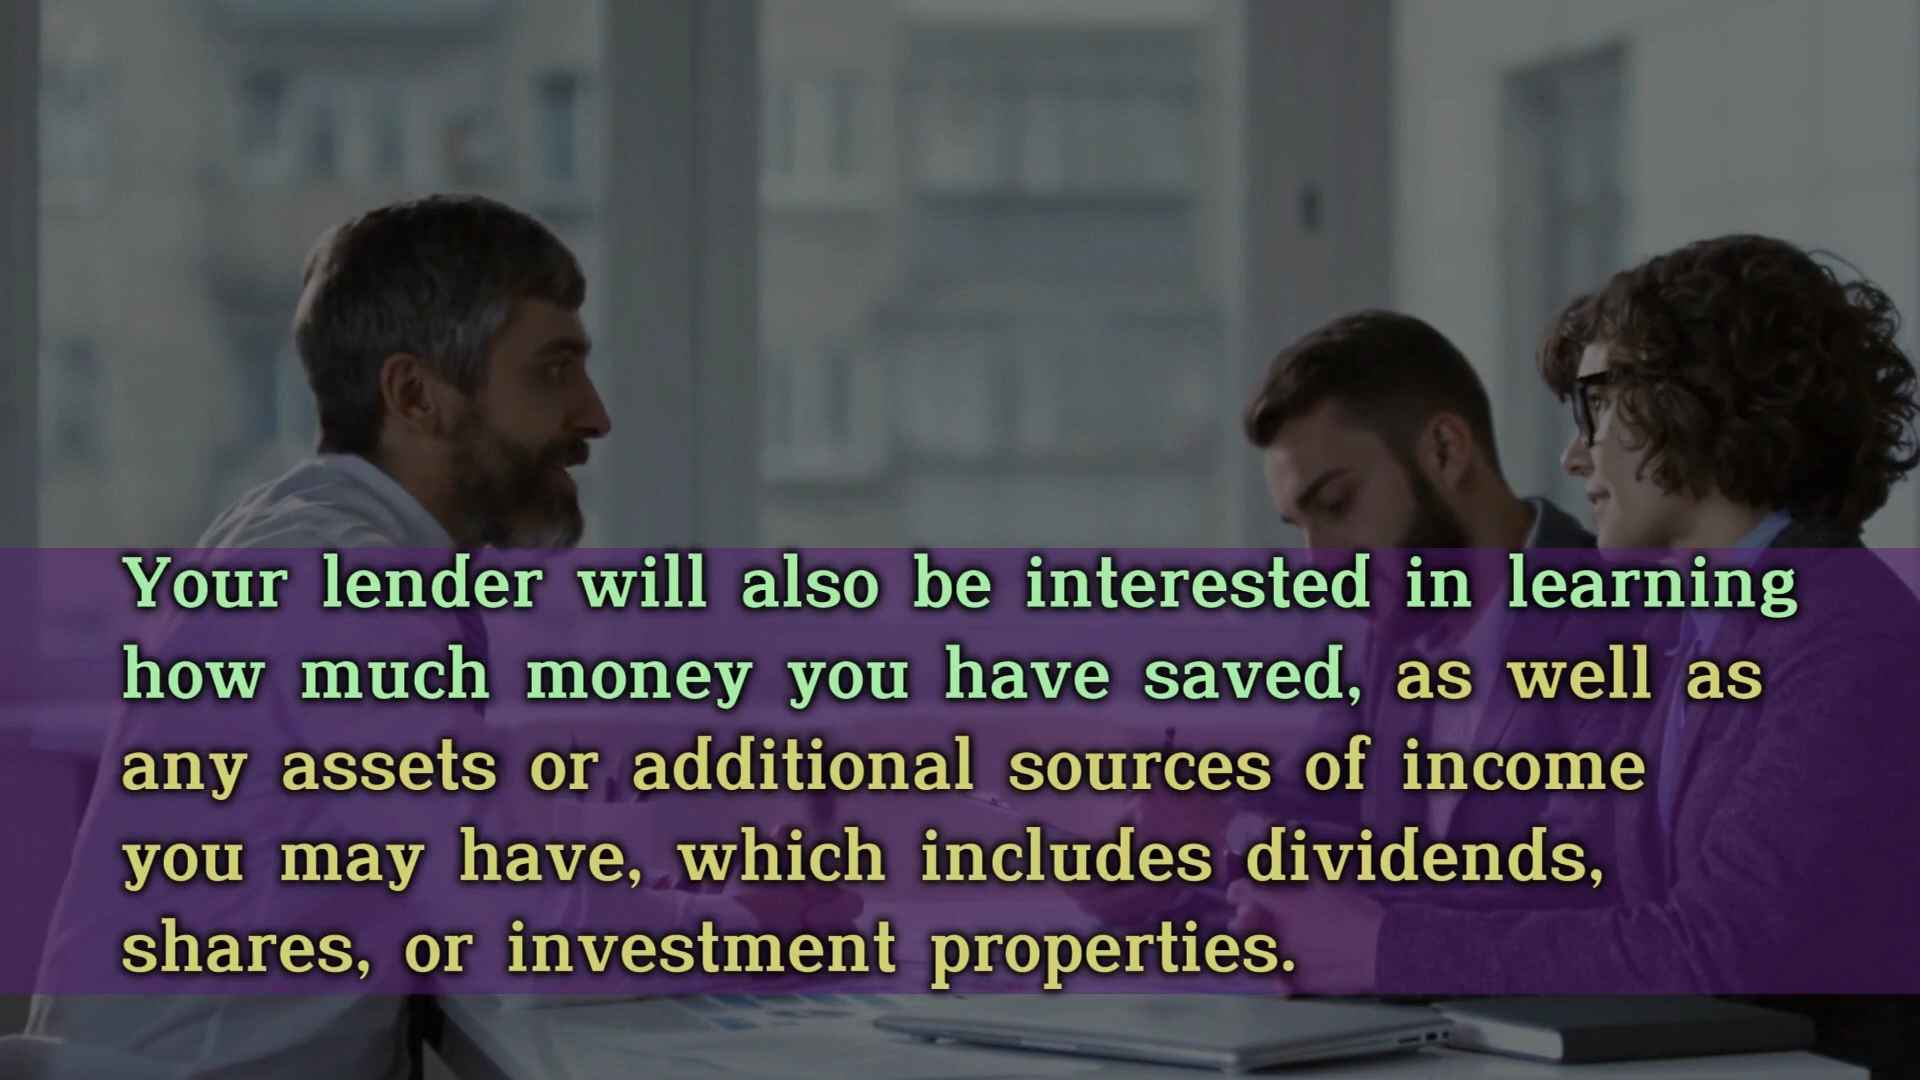 Your lender will also be interested in learning
how much money you have saved, as well as
any assets or additional sources of income
you may have, which includes dividends,
shares, or investment properties.